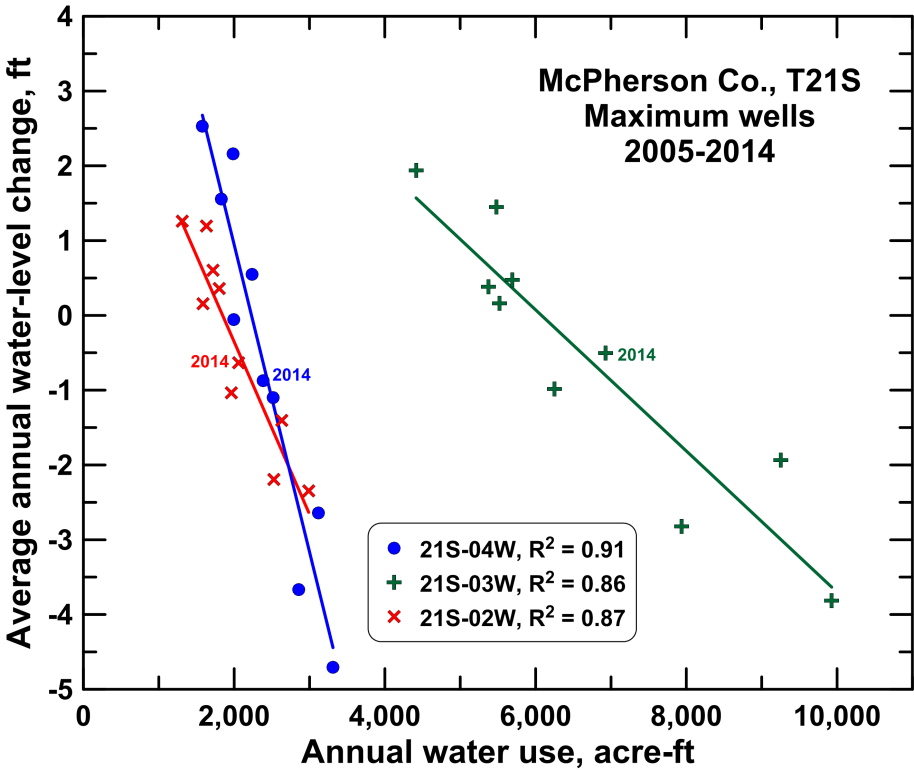 McPherson Co., T21S
Maximum wells
2005-2014
Average annual water-level change, ft
4
3
2
1
0
-1
-2
-3
-4
-5
2014
2014
2014
21S-04W, R² = 0.91
21S-03W, R² = 0.86
21S-02W, R² = 0.87
0
2,000
4,000
6,000
8,000
10,000
Annual water use, acre-ft